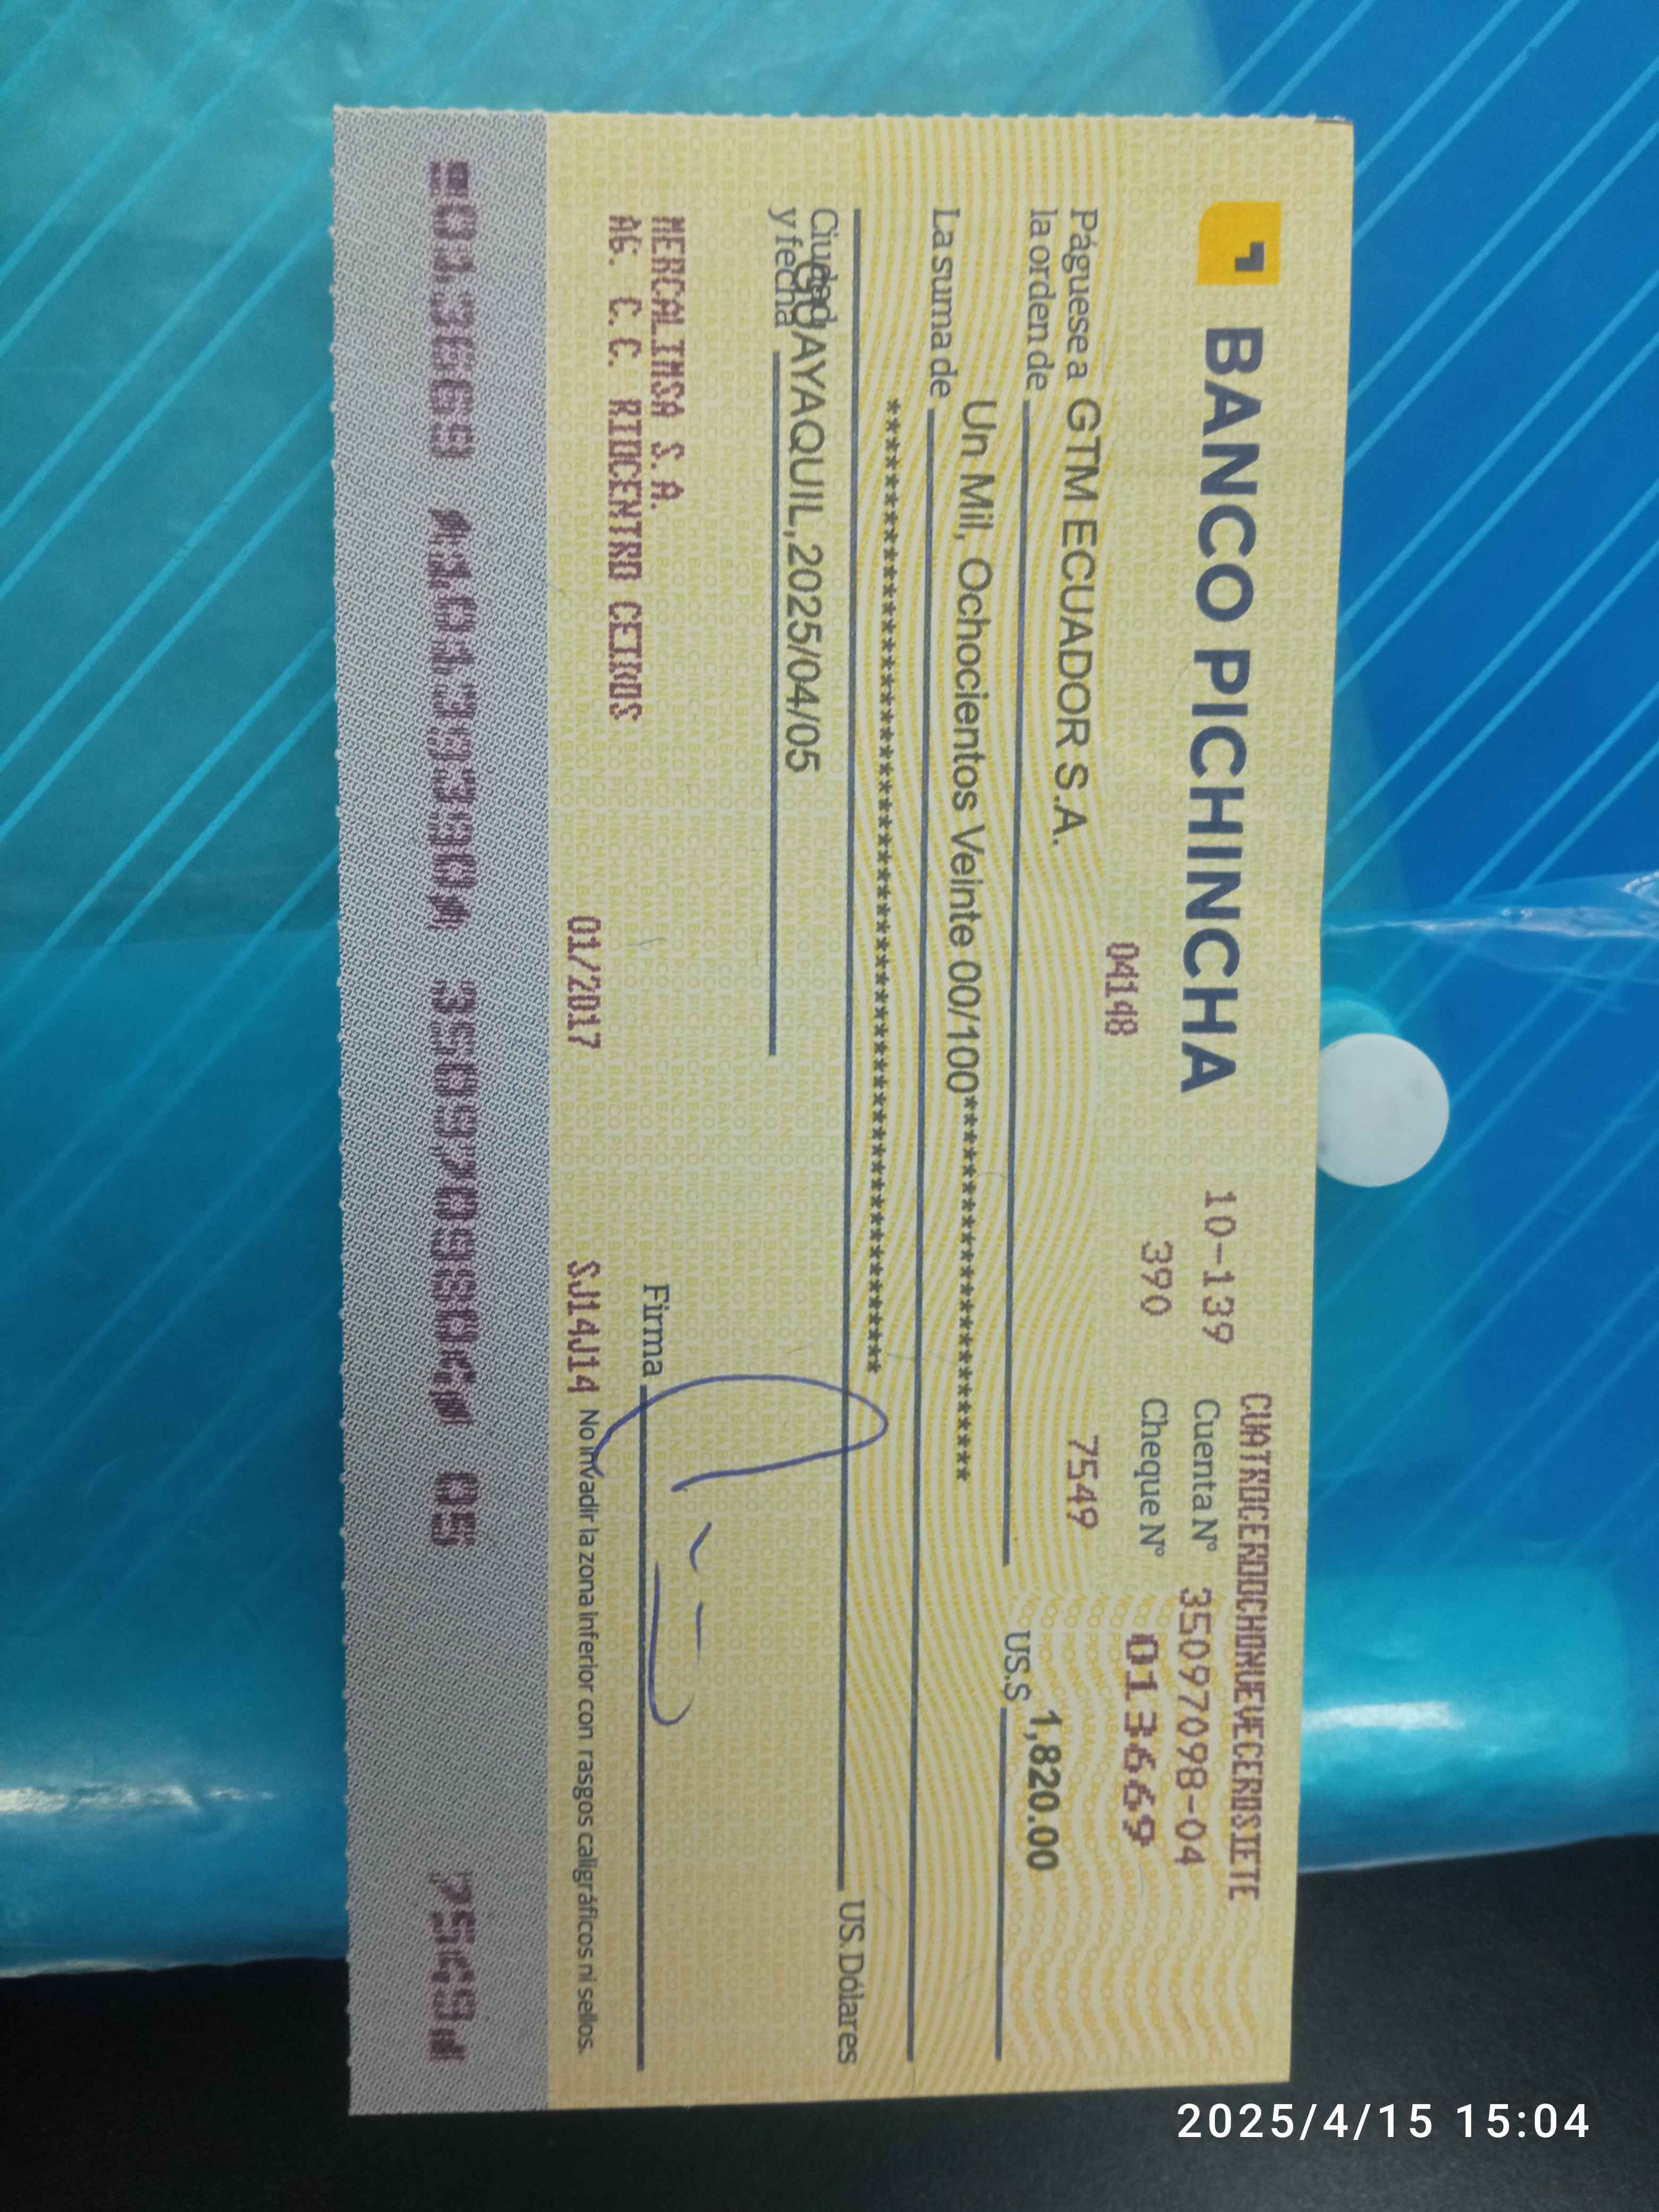 CUATROCEROOCHONUEVECEROSIETE
BANCO PICHINCHA 10-139 Cuenta Nº 35097098-04
390 Cheque Nº 013669
04148 7549
Páguese a la orden de GTM ECUADOR S.A. US.$ 1,820.00
La suma de Un Mil, Ochocientos Veinte 00/100
US. Dólares
Ciudad y fecha GUAYAQUIL,2025/04/05
MERCALIMSA S.A.
AG. C.C. RIOCENTRO CEIBOS
Firma
01/2017 SJ14J14 No invadir la zona inferior con rasgos caligráficos ni sellos.
2025/4/15 15:04